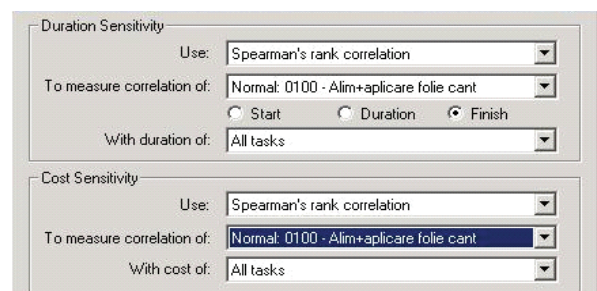 Duration Sensitivity
Use: Spearman's rank correlation
To measure correlation of: Normal: 0100 - Alim+aplicare folie cant
Start Duration Finish
With duration of: All tasks
Cost Sensitivity
Use: Spearman's rank correlation
To measure correlation of: Normal: 0100 - Alim+aplicare folie cant
With cost of: All tasks